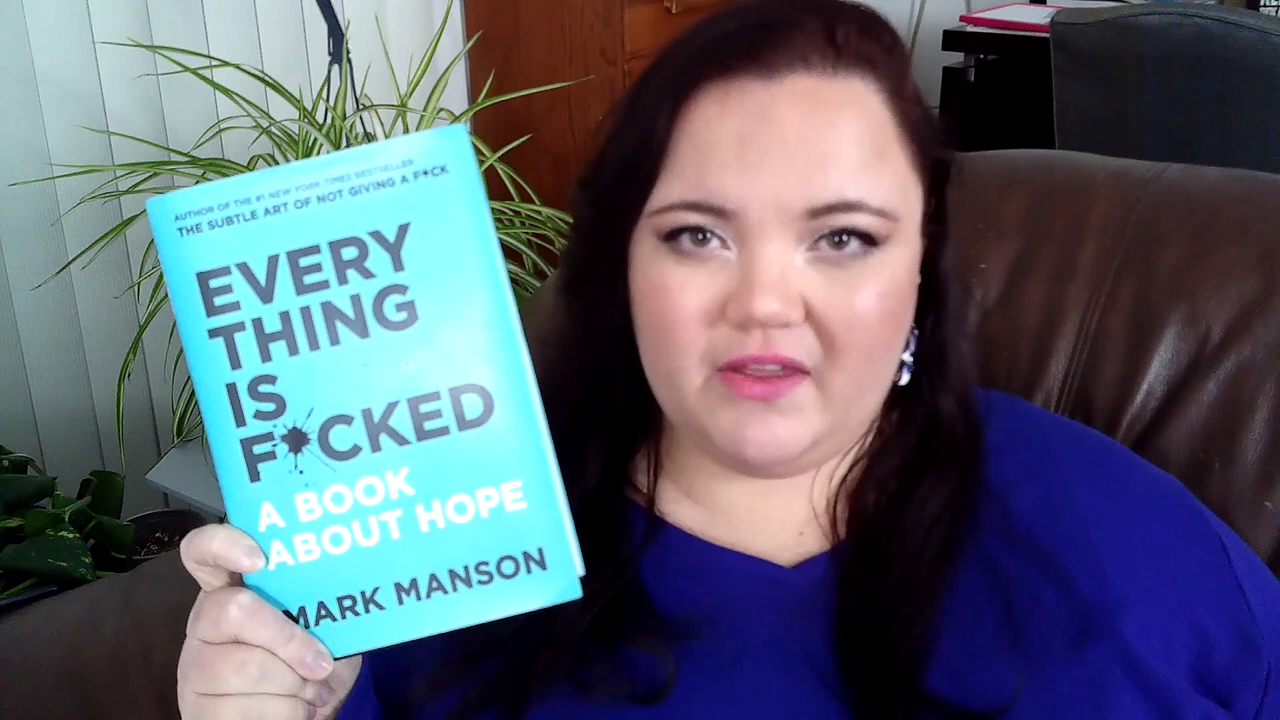 AUTHOR OF THE #1 NEW YORK TIMES BESTSELLER
THE SUBTLE ART OF NOT GIVING A F*CK
EVERY
THING
IS
F*CKED
A BOOK
ABOUT HOPE
MARK MANSON